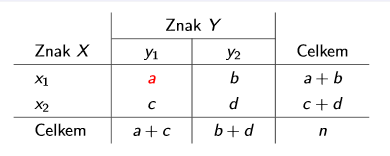 Znak Y
Znak X y₁ y₂ Celkem
x₁ a b a + b
x₂ c d c + d
Celkem a + c b + d n